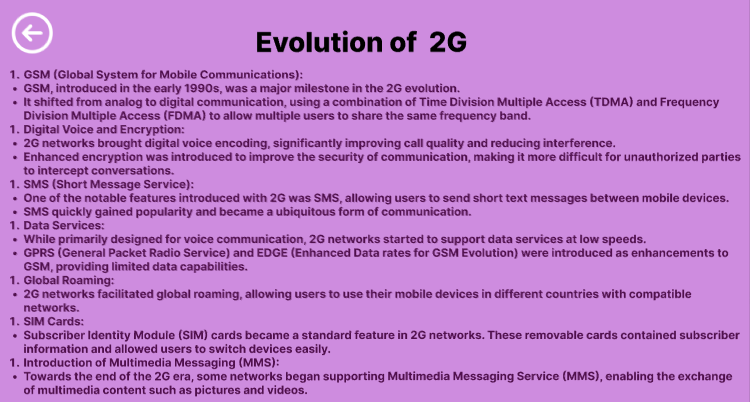 Evolution of 2G
1. GSM (Global System for Mobile Communications):
• GSM, introduced in the early 1990s, was a major milestone in the 2G evolution.
• It shifted from analog to digital communication, using a combination of Time Division Multiple Access (TDMA) and Frequency
Division Multiple Access (FDMA) to allow multiple users to share the same frequency band.
1. Digital Voice and Encryption:
• 2G networks brought digital voice encoding, significantly improving call quality and reducing interference.
• Enhanced encryption was introduced to improve the security of communication, making it more difficult for unauthorized parties
to intercept conversations.
1. SMS (Short Message Service):
• One of the notable features introduced with 2G was SMS, allowing users to send short text messages between mobile devices.
• SMS quickly gained popularity and became a ubiquitous form of communication.
1. Data Services:
• While primarily designed for voice communication, 2G networks started to support data services at low speeds.
• GPRS (General Packet Radio Service) and EDGE (Enhanced Data rates for GSM Evolution) were introduced as enhancements to
GSM, providing limited data capabilities.
1. Global Roaming:
• 2G networks facilitated global roaming, allowing users to use their mobile devices in different countries with compatible
networks.
1. SIM Cards:
• Subscriber Identity Module (SIM) cards became a standard feature in 2G networks. These removable cards contained subscriber
information and allowed users to switch devices easily.
1. Introduction of Multimedia Messaging (MMS):
• Towards the end of the 2G era, some networks began supporting Multimedia Messaging Service (MMS), enabling the exchange
of multimedia content such as pictures and videos.